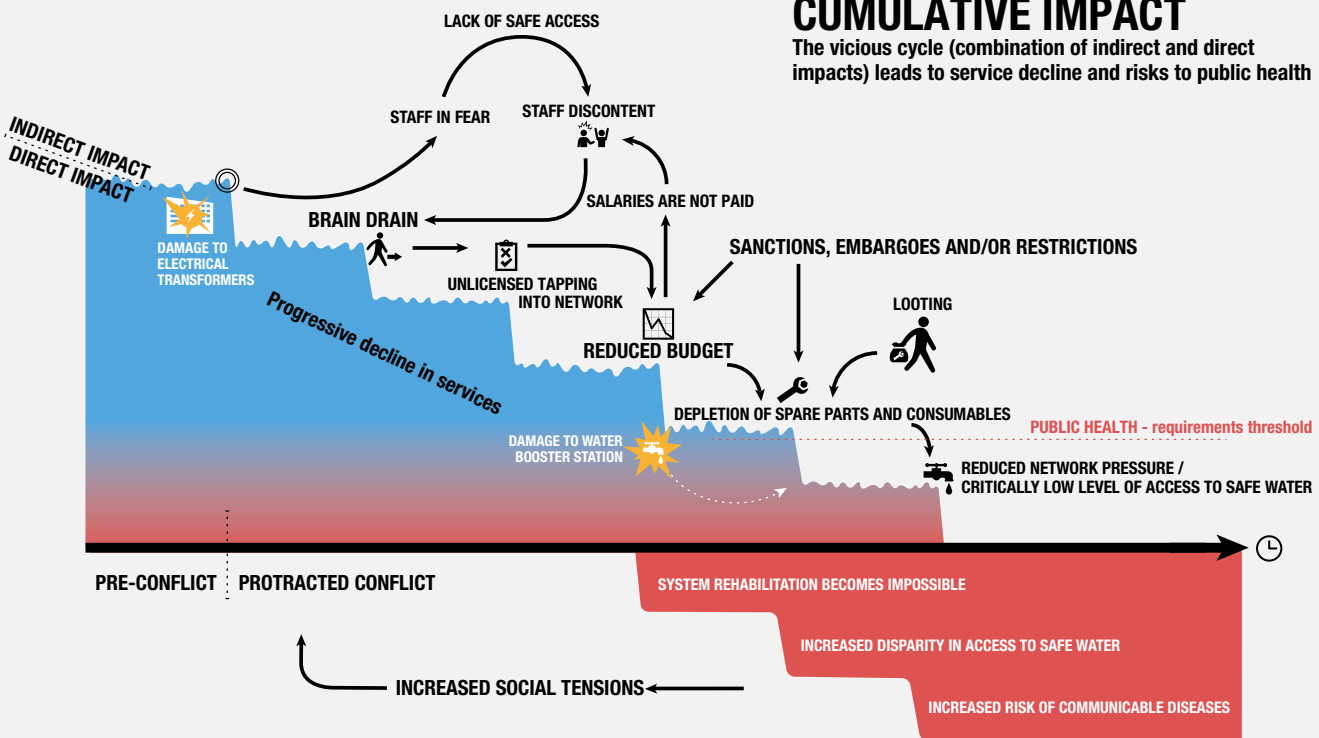 CUMULATIVE IMPACT
The vicious cycle (combination of indirect and direct
impacts) leads to service decline and risks to public health
LACK OF SAFE ACCESS
STAFF IN FEAR
STAFF DISCONTENT
INDIRECT IMPACT
DIRECT IMPACT
SALARIES ARE NOT PAID
BRAIN DRAIN
DAMAGE TO
ELECTRICAL
TRANSFORMERS
SANCTIONS, EMBARGOES AND/OR RESTRICTIONS
UNLICENSED TAPPING
INTO NETWORK
LOOTING
Progressive decline in services
REDUCED BUDGET
DEPLETION OF SPARE PARTS AND CONSUMABLES
PUBLIC HEALTH - requirements threshold
DAMAGE TO WATER
BOOSTER STATION
REDUCED NETWORK PRESSURE /
CRITICALLY LOW LEVEL OF ACCESS TO SAFE WATER
PRE-CONFLICT
PROTRACTED CONFLICT
SYSTEM REHABILITATION BECOMES IMPOSSIBLE
INCREASED DISPARITY IN ACCESS TO SAFE WATER
INCREASED SOCIAL TENSIONS
INCREASED RISK OF COMMUNICABLE DISEASES